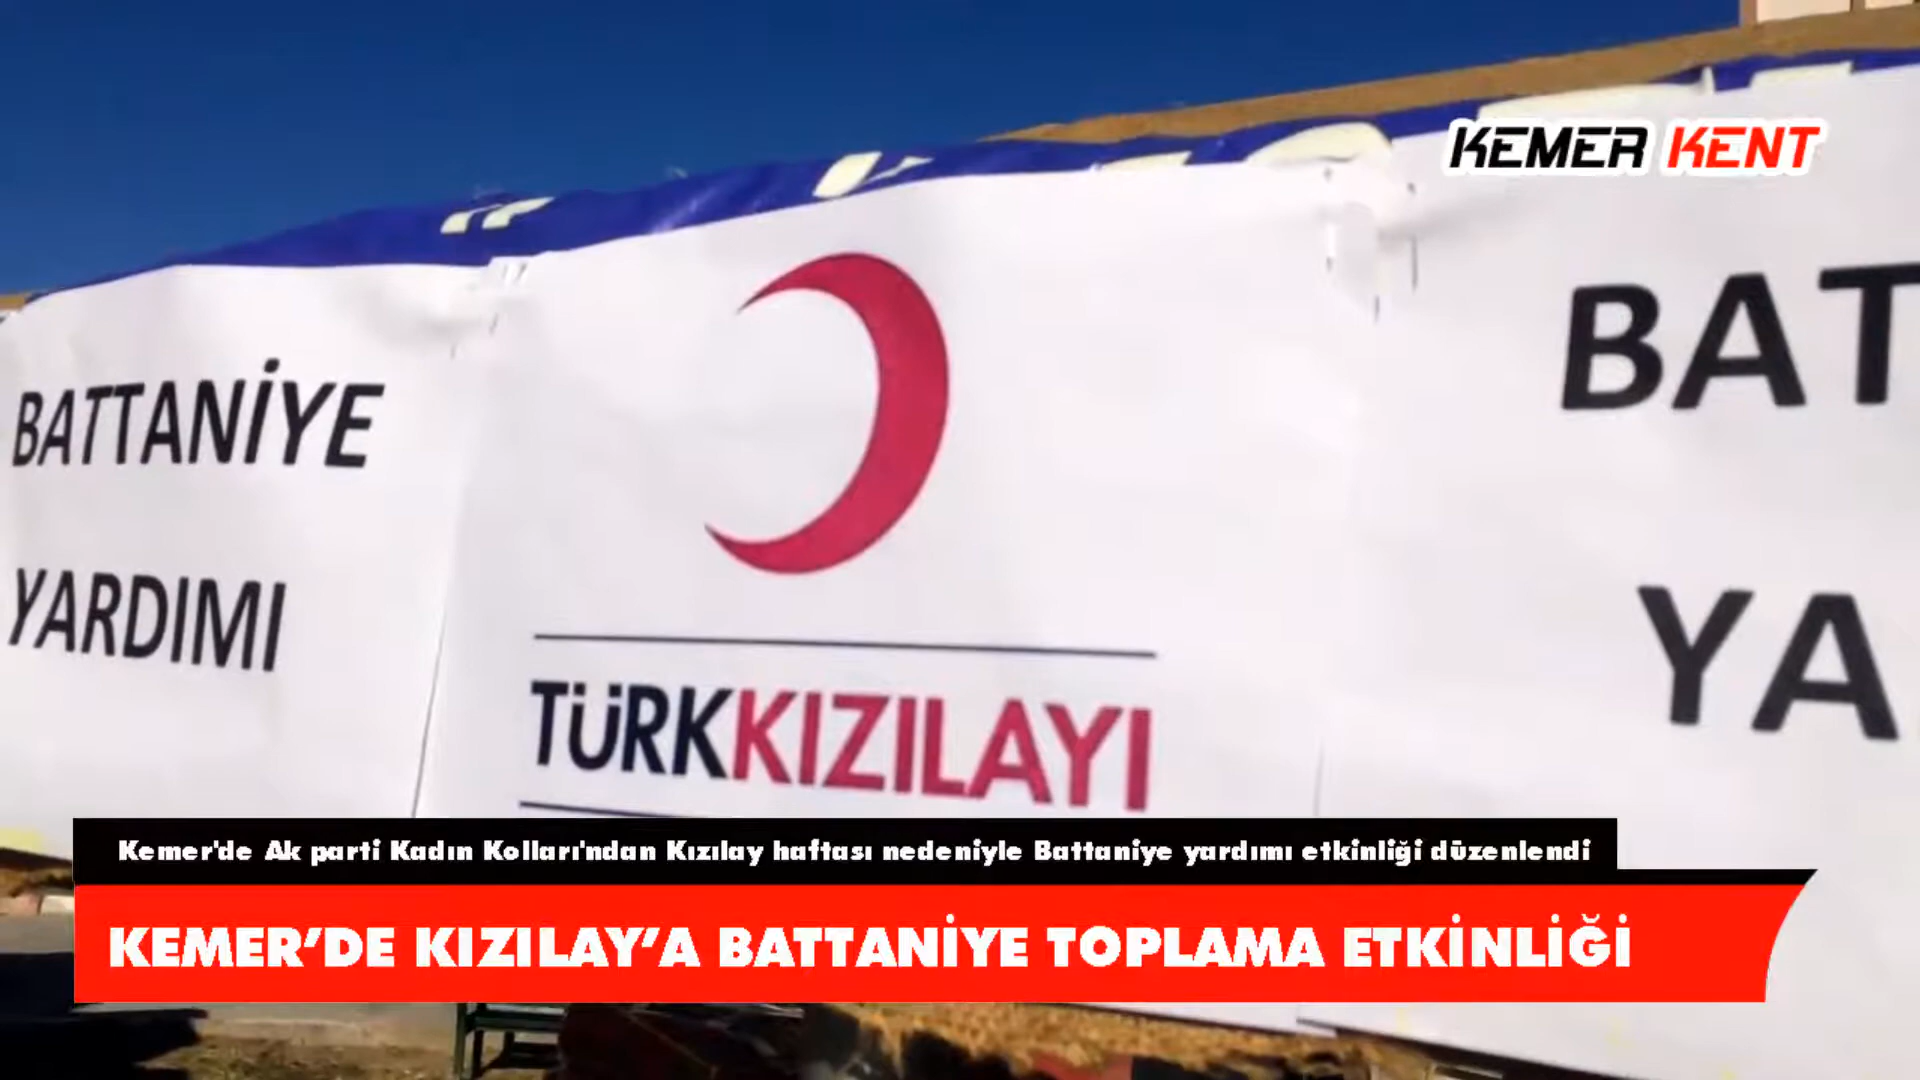 KEMER KENT
BATTANİYE
YARDIMI
TÜRKKIZILAYI
BAT
YA
Kemer'de Ak parti Kadın Kolları'ndan Kızılay haftası nedeniyle Battaniye yardımı etkinliği düzenlendi
KEMER’DE KIZILAY’A BATTANİYE TOPLAMA ETKİNLİĞİ